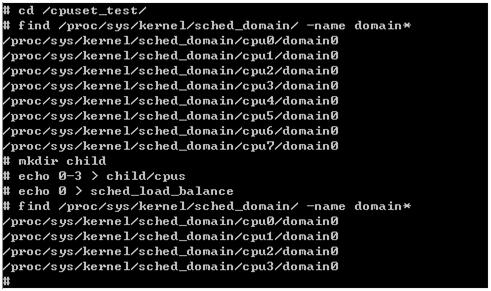 # cd /cpuset_test/
# find /proc/sys/kernel/sched_domain/ -name domain*
/proc/sys/kernel/sched_domain/cpu0/domain0
/proc/sys/kernel/sched_domain/cpu1/domain0
/proc/sys/kernel/sched_domain/cpu2/domain0
/proc/sys/kernel/sched_domain/cpu3/domain0
/proc/sys/kernel/sched_domain/cpu4/domain0
/proc/sys/kernel/sched_domain/cpu5/domain0
/proc/sys/kernel/sched_domain/cpu6/domain0
/proc/sys/kernel/sched_domain/cpu7/domain0
# mkdir child
# echo 0-3 > child/cpus
# echo 0 > sched_load_balance
# find /proc/sys/kernel/sched_domain/ -name domain*
/proc/sys/kernel/sched_domain/cpu0/domain0
/proc/sys/kernel/sched_domain/cpu1/domain0
/proc/sys/kernel/sched_domain/cpu2/domain0
/proc/sys/kernel/sched_domain/cpu3/domain0
#